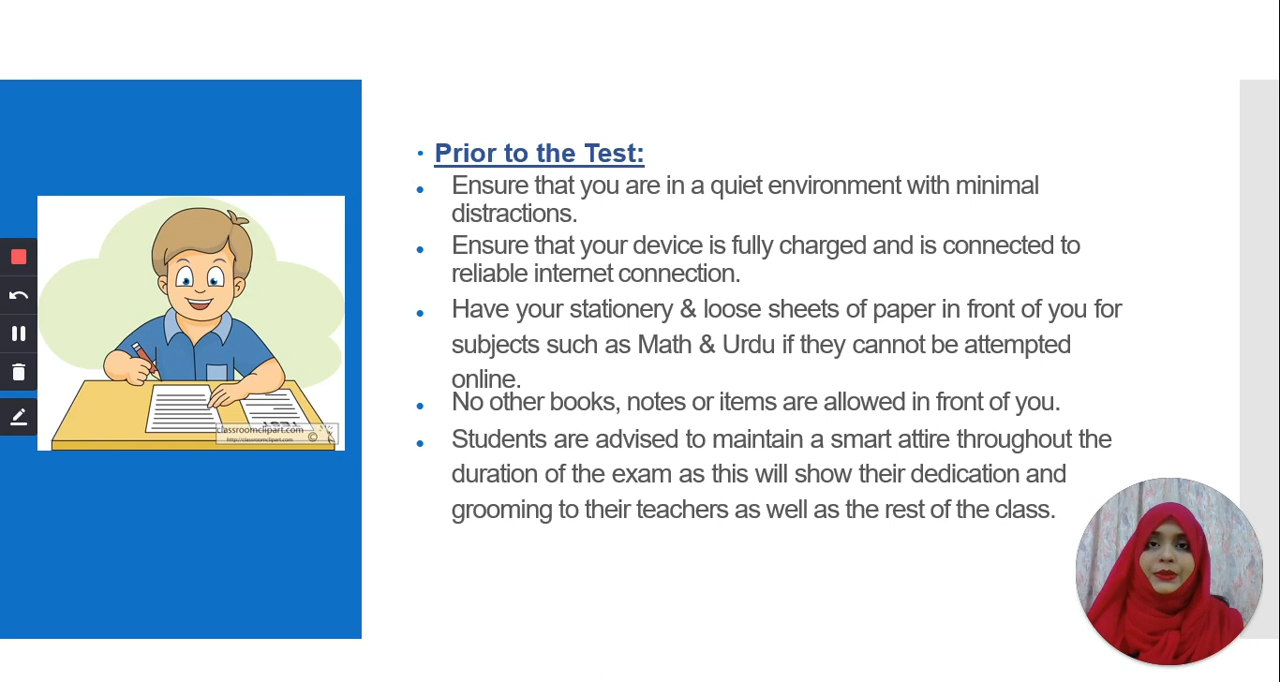 Prior to the Test:
Ensure that you are in a quiet environment with minimal
distractions.
Ensure that your device is fully charged and is connected to
reliable internet connection.
Have your stationery & loose sheets of paper in front of you for
subjects such as Math & Urdu if they cannot be attempted
online.
No other books, notes or items are allowed in front of you.
Students are advised to maintain a smart attire throughout the
duration of the exam as this will show their dedication and
grooming to their teachers as well as the rest of the class.
classroomclipart.com
http://classroomclipart.com
©